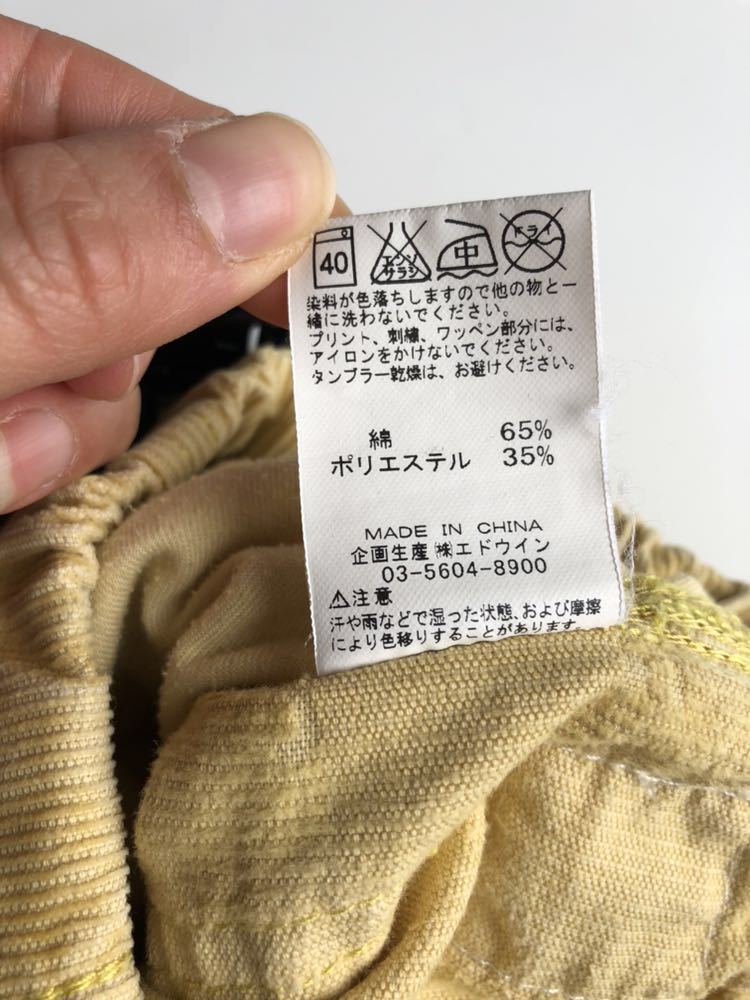 40 エンソ サラシ 中 ドライ
染料が色落ちしますので他の物と一
緒に洗わないでください。
プリント、刺繍、ワッペン部分には、
アイロンをかけないでください。
タンブラー乾燥は、お避けください。
綿 65%
ポリエステル 35%
MADE IN CHINA
企画生産 ㈱エドウイン
03-5604-8900
⚠注意
汗や雨などで湿った状態、および摩擦
により色移りすることがあります。